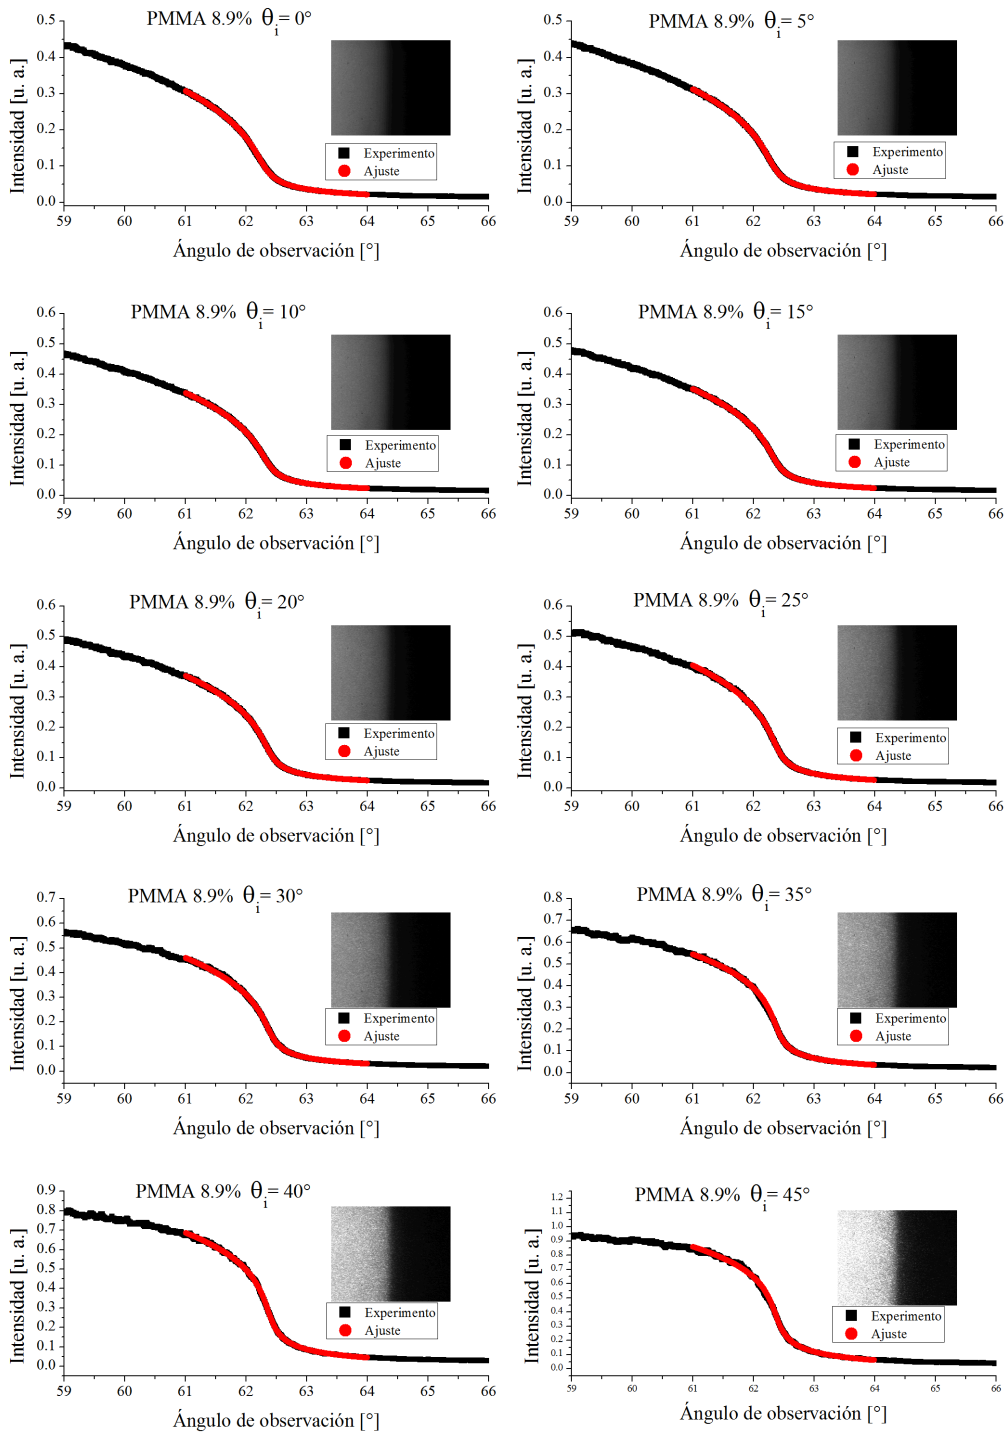 PMMA 8.9% θi= 0°
0.5
0.4
0.3
0.2
0.1
0.0
Intensidad [u. a.]
Experimento
Ajuste
59 60 61 62 63 64 65 66
Ángulo de observación [°]
PMMA 8.9% θi= 5°
0.5
0.4
0.3
0.2
0.1
0.0
Intensidad [u. a.]
Experimento
Ajuste
59 60 61 62 63 64 65 66
Ángulo de observación [°]
PMMA 8.9% θi= 10°
0.6
0.5
0.4
0.3
0.2
0.1
0.0
Intensidad [u. a.]
Experimento
Ajuste
59 60 61 62 63 64 65 66
Ángulo de observación [°]
PMMA 8.9% θi= 15°
0.6
0.5
0.4
0.3
0.2
0.1
0.0
Intensidad [u. a.]
Experimento
Ajuste
59 60 61 62 63 64 65 66
Ángulo de observación [°]
PMMA 8.9% θi= 20°
0.6
0.5
0.4
0.3
0.2
0.1
0.0
Intensidad [u. a.]
Experimento
Ajuste
59 60 61 62 63 64 65 66
Ángulo de observación [°]
PMMA 8.9% θi= 25°
0.6
0.5
0.4
0.3
0.2
0.1
0.0
Intensidad [u. a.]
Experimento
Ajuste
59 60 61 62 63 64 65 66
Ángulo de observación [°]
PMMA 8.9% θi= 30°
0.7
0.6
0.5
0.4
0.3
0.2
0.1
0.0
Intensidad [u. a.]
Experimento
Ajuste
59 60 61 62 63 64 65 66
Ángulo de observación [°]
PMMA 8.9% θi= 35°
0.8
0.7
0.6
0.5
0.4
0.3
0.2
0.1
0.0
Intensidad [u. a.]
Experimento
Ajuste
59 60 61 62 63 64 65 66
Ángulo de observación [°]
PMMA 8.9% θi= 40°
0.9
0.8
0.7
0.6
0.5
0.4
0.3
0.2
0.1
0.0
Intensidad [u. a.]
Experimento
Ajuste
59 60 61 62 63 64 65 66
Ángulo de observación [°]
PMMA 8.9% θi= 45°
1.2
1.1
1.0
0.9
0.8
0.7
0.6
0.5
0.4
0.3
0.2
0.1
0.0
Intensidad [u. a.]
Experimento
Ajuste
59 60 61 62 63 64 65 66
Ángulo de observación [°]